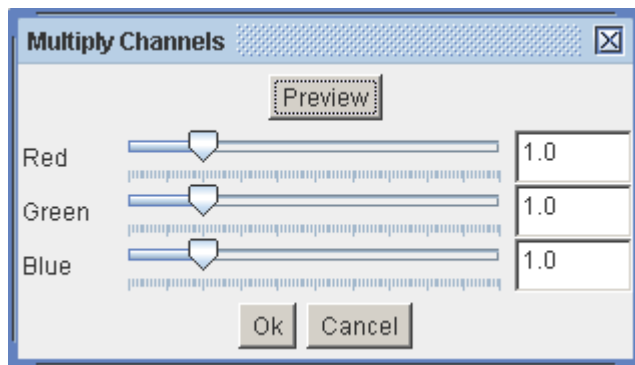 Multiply Channels
Preview
Red 1.0
Green 1.0
Blue 1.0
Ok Cancel